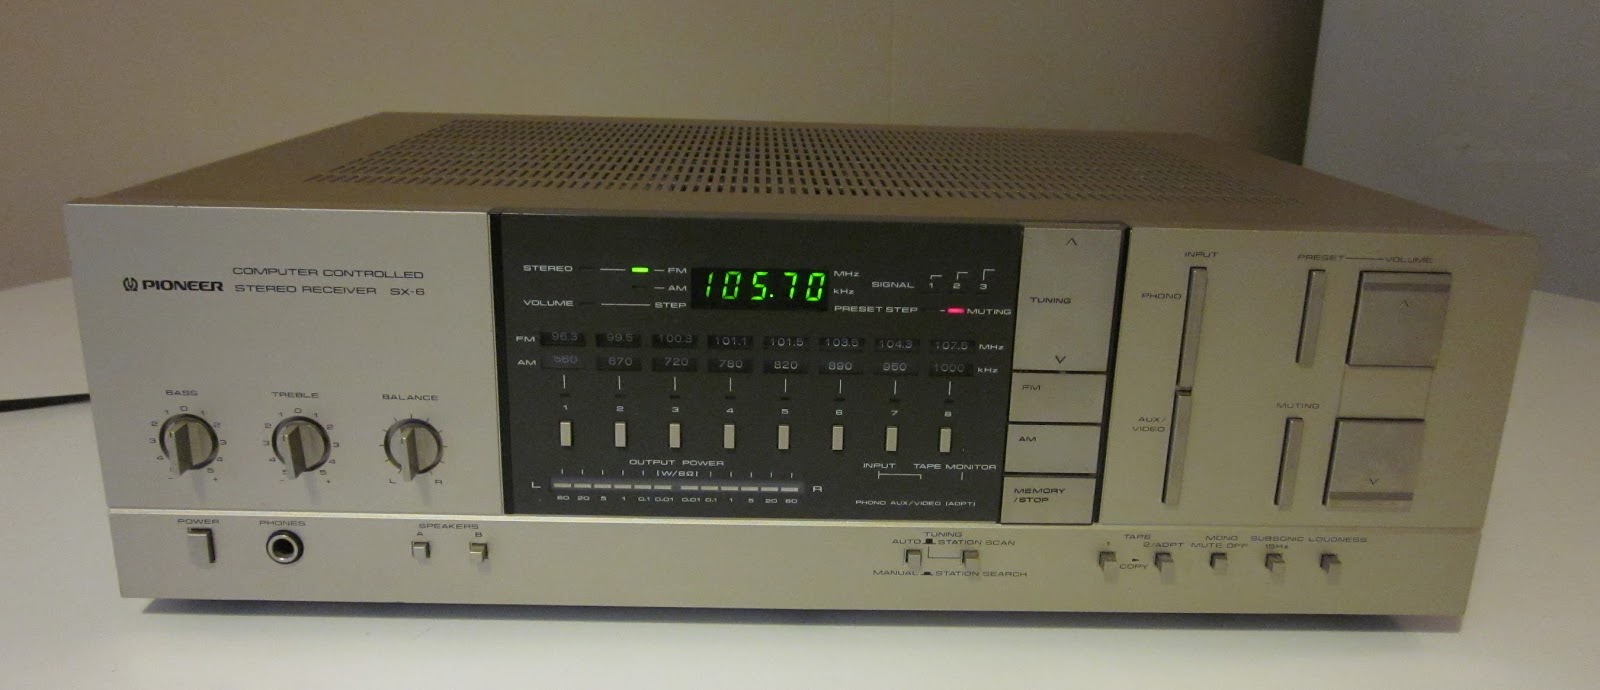 PIONEER
COMPUTER CONTROLLED
STEREO RECEIVER SX-6
BASS
TREBLE
BALANCE
L R
POWER
PHONES
SPEAKERS
A B
STEREO FM
AM
VOLUME STEP
105.70
MHz
kHz
SIGNAL 1 2 3
PRESET STEP MUTING
FM 96.3 99.5 100.3 101.1 101.5 103.5 104.3 107.5 MHz
AM 560 670 720 780 820 890 950 1000 kHz
1 2 3 4 5 6 7 8
OUTPUT POWER
[W/8Ω]
L R
60 20 5 1 0.1 0.01 0.01 0.1 1 5 20 60
INPUT TAPE MONITOR
PHONO AUX/VIDEO (ADPT)
TUNING
FM
AM
MEMORY
/STOP
INPUT
PHONO
AUX/
VIDEO
PRESET VOLUME
MUTING
TUNING
AUTO STATION SCAN
MANUAL STATION SEARCH
TAPE
1 2/ADPT
COPY
MONO
MUTE OFF
SUBSONIC
15Hz
LOUDNESS